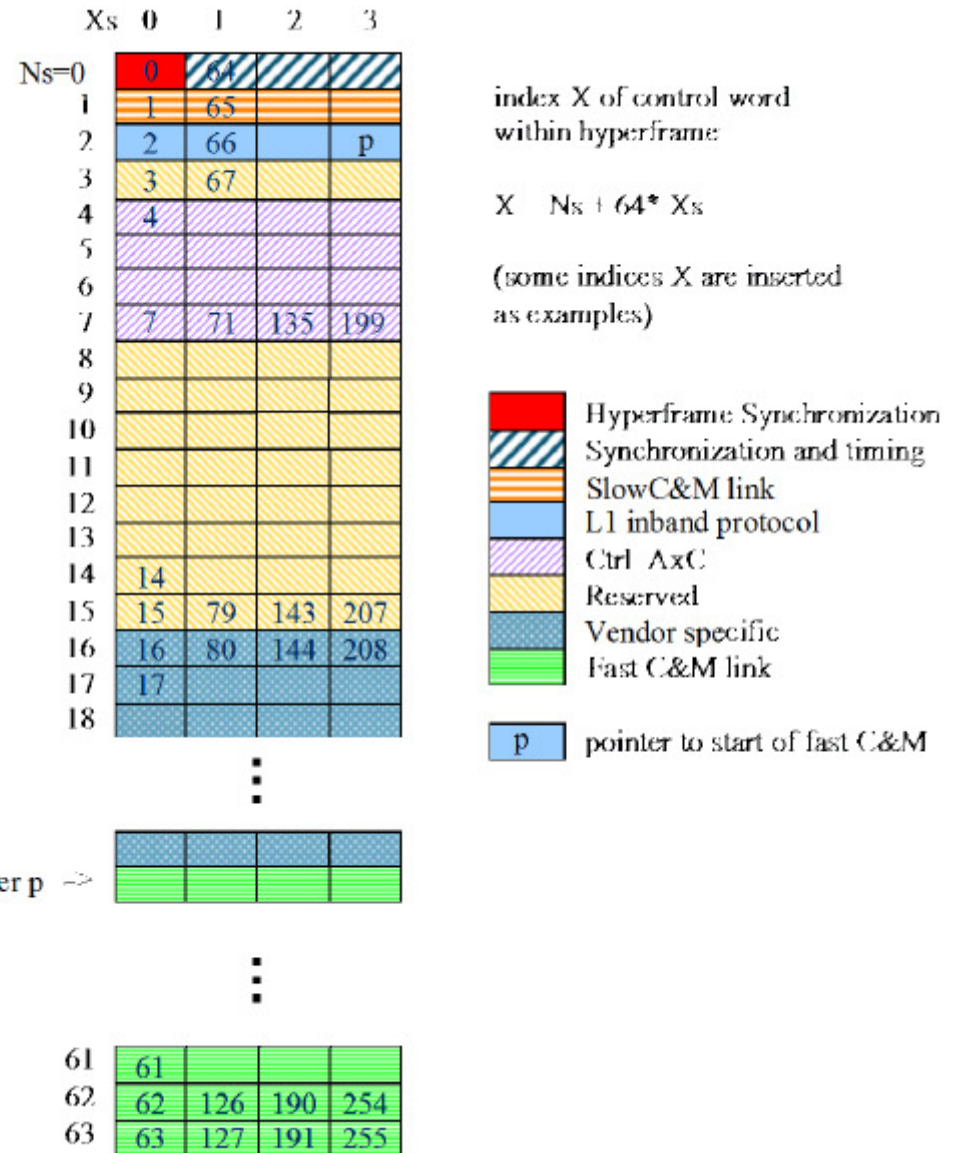 Xs 0 1 2 3
Ns=0 0 64
1 1 65
2 2 66 p
3 3 67
4 4
5
6
7 7 71 135 199
8
9
10
11
12
13
14 14
15 15 79 143 207
16 16 80 144 208
17 17
18
er p ->
61 61
62 62 126 190 254
63 63 127 191 255
index X of control word
within hyperframe
X Ns + 64* Xs
(some indices X are inserted
as examples)
Hyperframe Synchronization
Synchronization and timing
SlowC&M link
L1 inband protocol
Ctrl AxC
Reserved
Vendor specific
Fast C&M link
p pointer to start of fast C&M